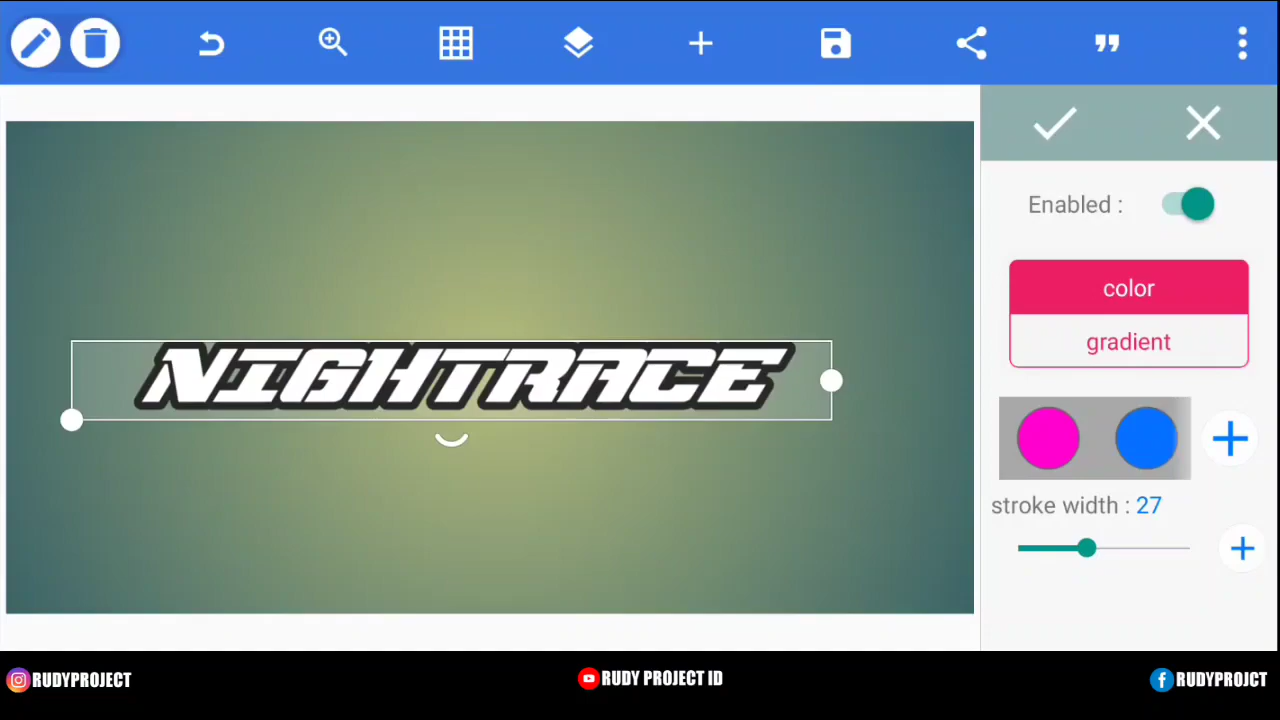 Enabled :
color
gradient
NIGHTRACE
stroke width : 27
RUDYPROJECT
RUDY PROJECT ID
RUDYPROJCT